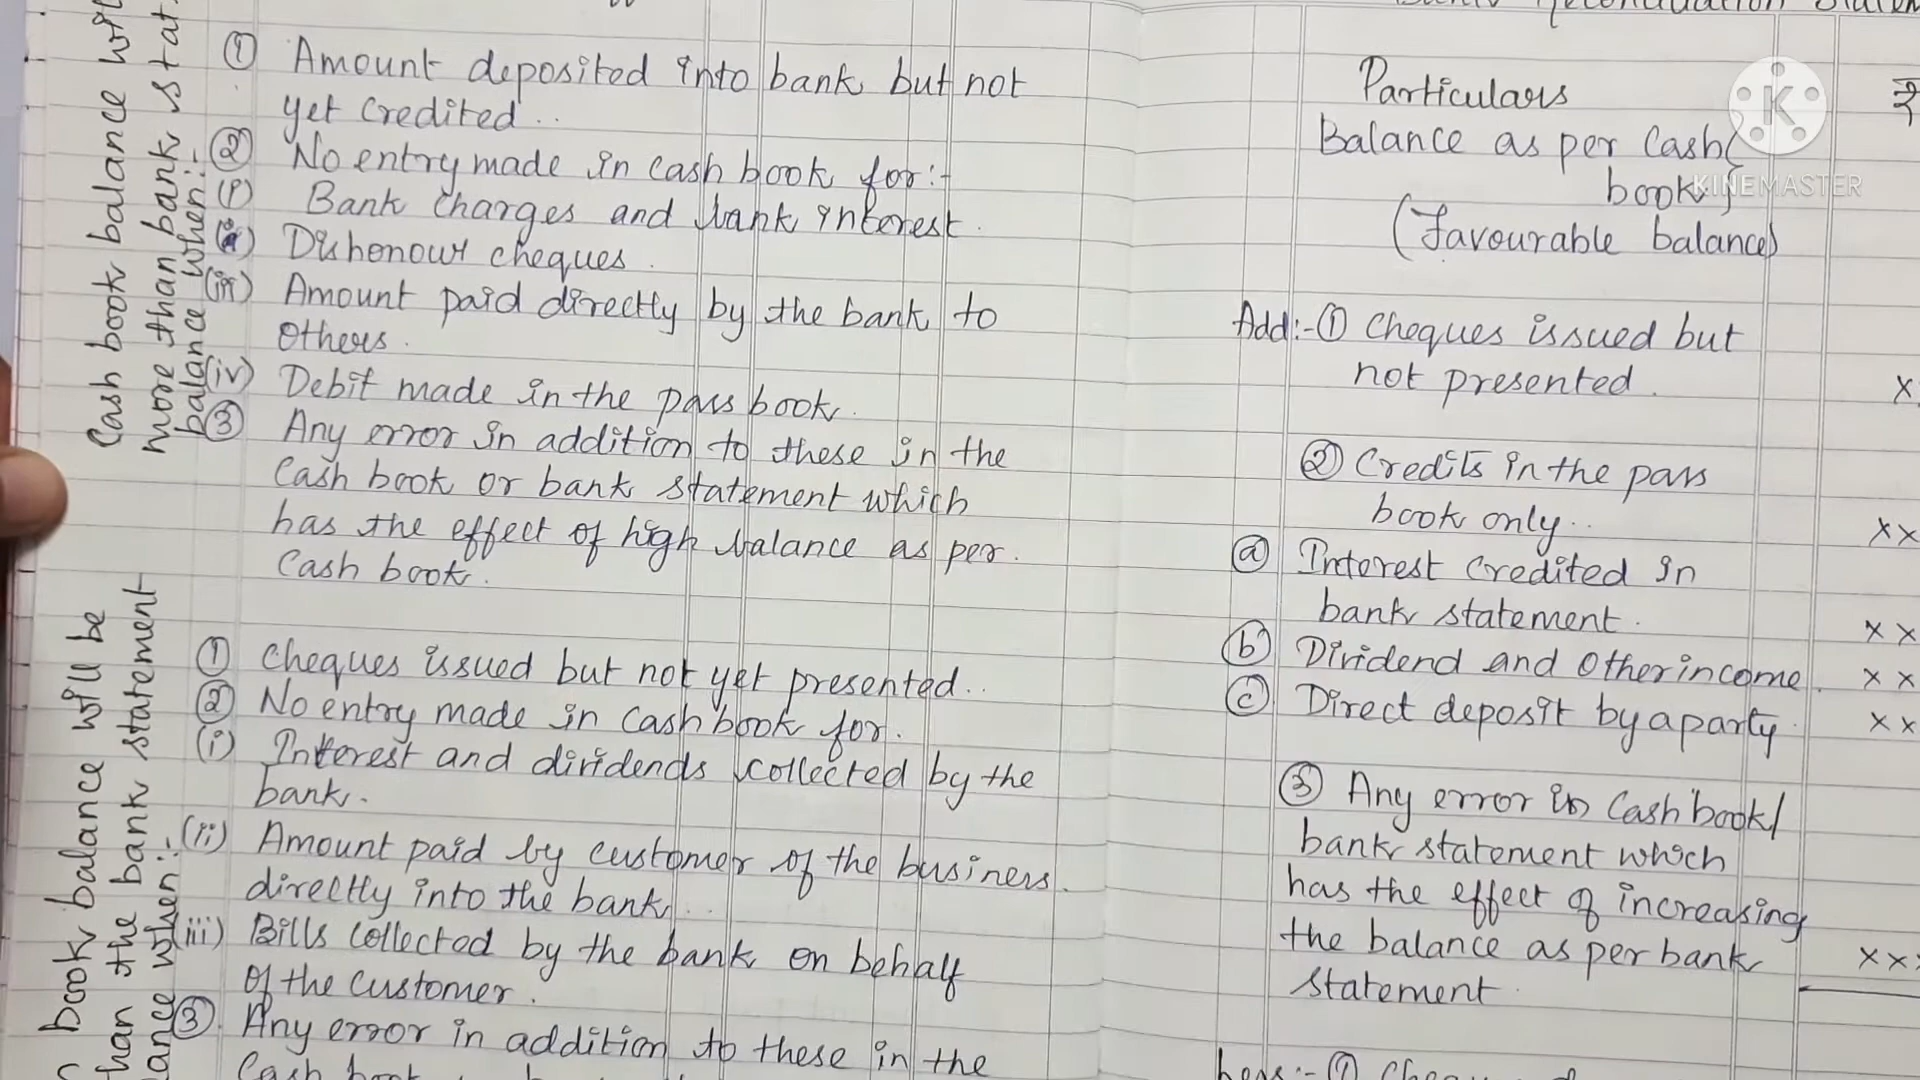 Cash book balance will
more than bank stat
balance when:-
① Amount deposited into bank but not
yet credited..
② No entry made in cash book for:-
(i) Bank charges and bank interest.
Dishonour cheques.
(iii) Amount paid directly by the bank to
others.
(iv) Debit made in the pass book.
③ Any error in addition to these in the
Cash book or bank statement which
has the effect of high balance as per.
Cash book.
book balance will be
than the bank statement
when:-
① Cheques issued but not yet presented..
② No entry made in cash book for.
(i) Interest and dividends collected by the
bank.
(ii) Amount paid by customer of the business.
directly into the bank..
(iii) Bills collected by the bank on behalf
of the customer.
③ Any error in addition to these in the
Cash book
Particulars
₹
Balance as per Cash
book
(Favourable balance)
Add:- ① Cheques issued but
not presented.
x
② Credits in the pass
book only..
xx
ⓐ Interest credited in
bank statement.
xx
ⓑ Dividend and Other income.
xx
ⓒ Direct deposit by a party.
xx
③ Any error in Cash book/
bank statement which
has the effect of increasing
the balance as per bank
xxx
statement.
Less:- ①
K
KINEMASTER